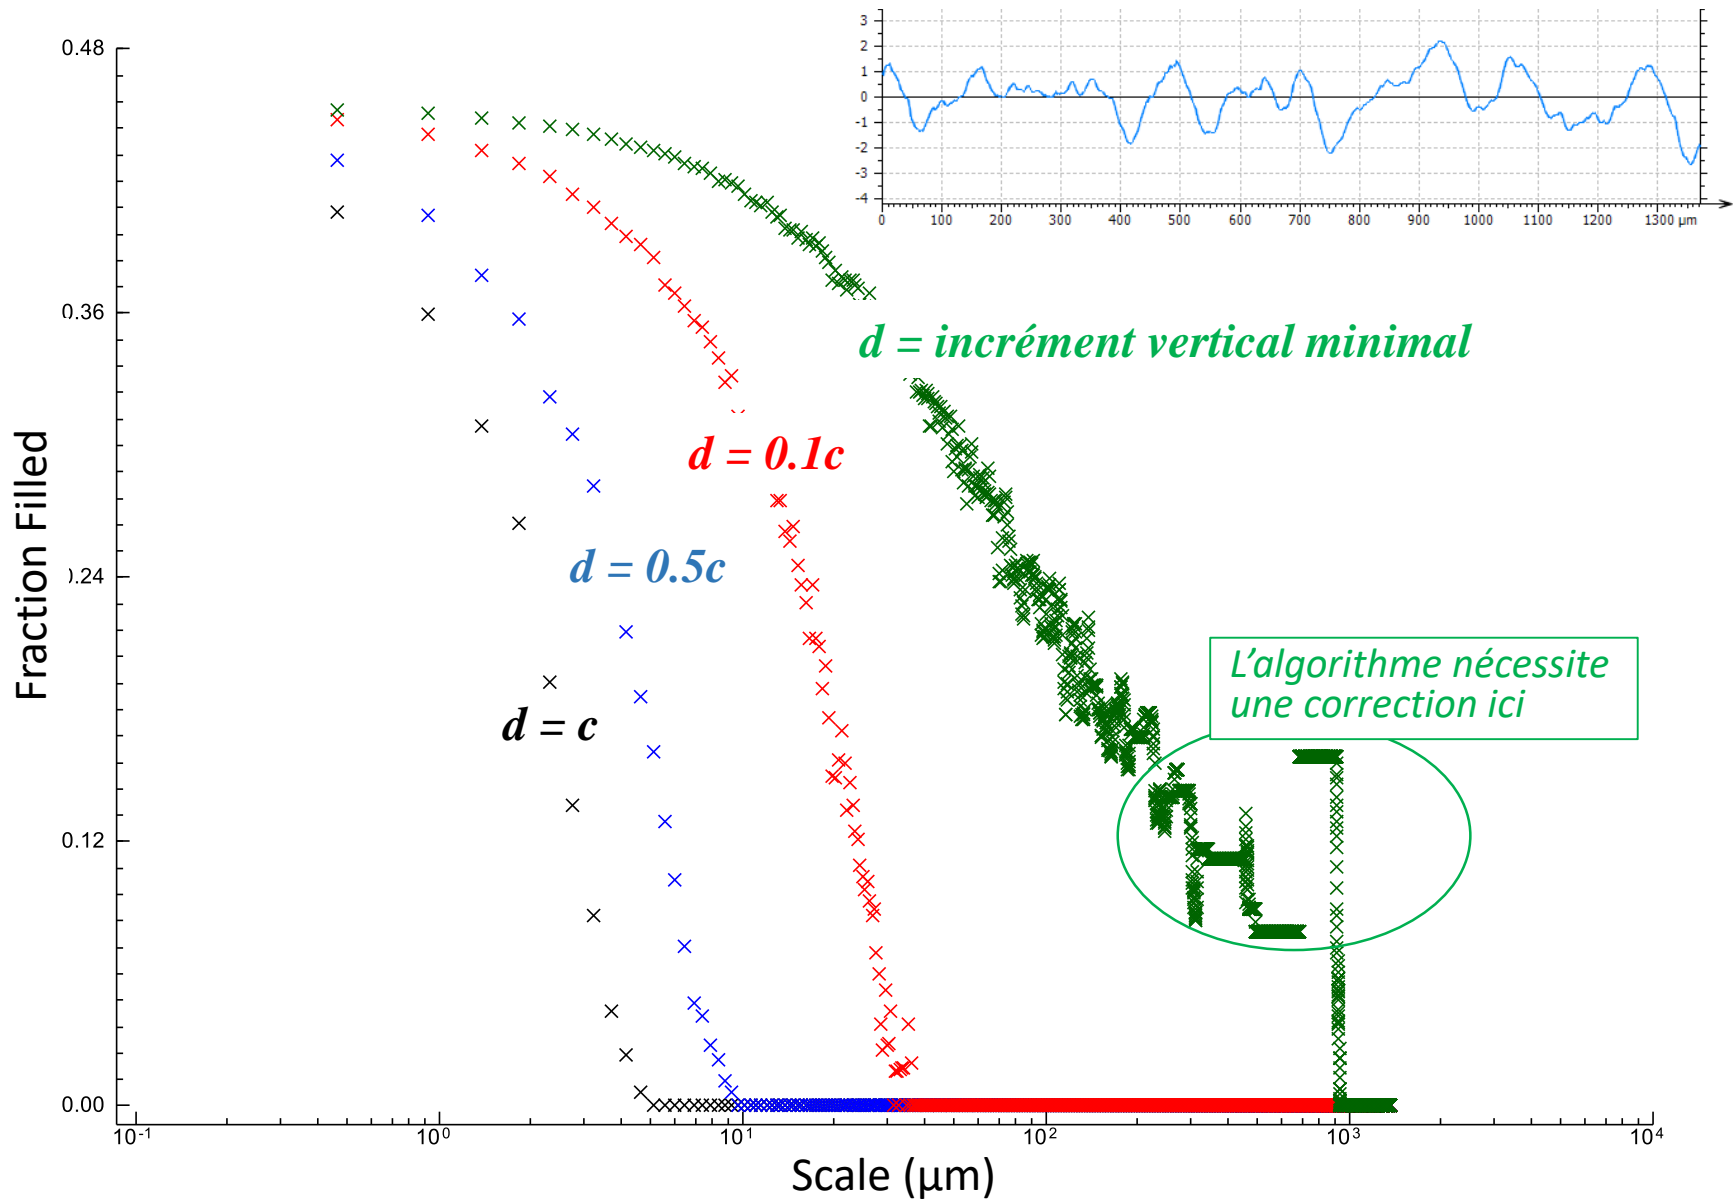 3
2
1
0
-1
-2
-3
-4
0 100 200 300 400 500 600 700 800 900 1000 1100 1200 1300 µm
0.48
0.36
d = incrément vertical minimal
d = 0.1c
d = 0.5c
d = c
L’algorithme nécessite
une correction ici
Fraction Filled
).24
0.12
0.00
10-1 100 101 102 103 104
Scale (µm)